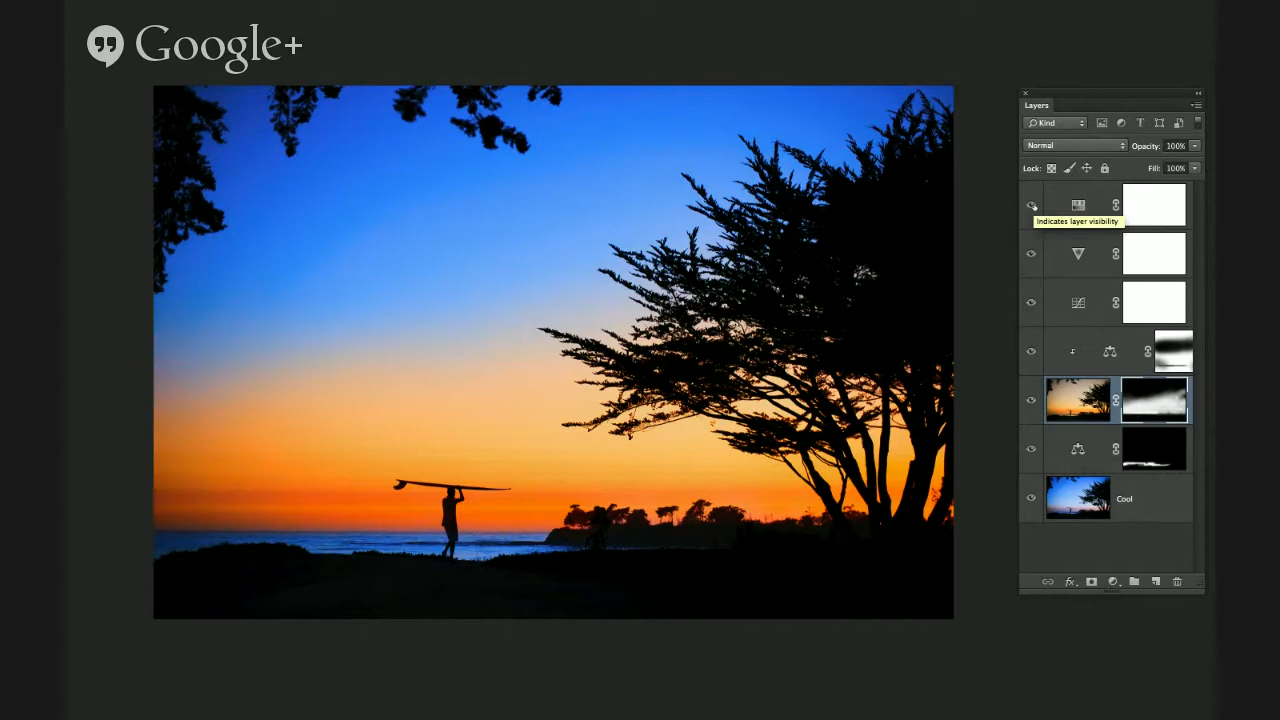 Google+
Layers
Kind
Normal Opacity: 100%
Lock: Fill: 100%
Indicates layer visibility
Cool